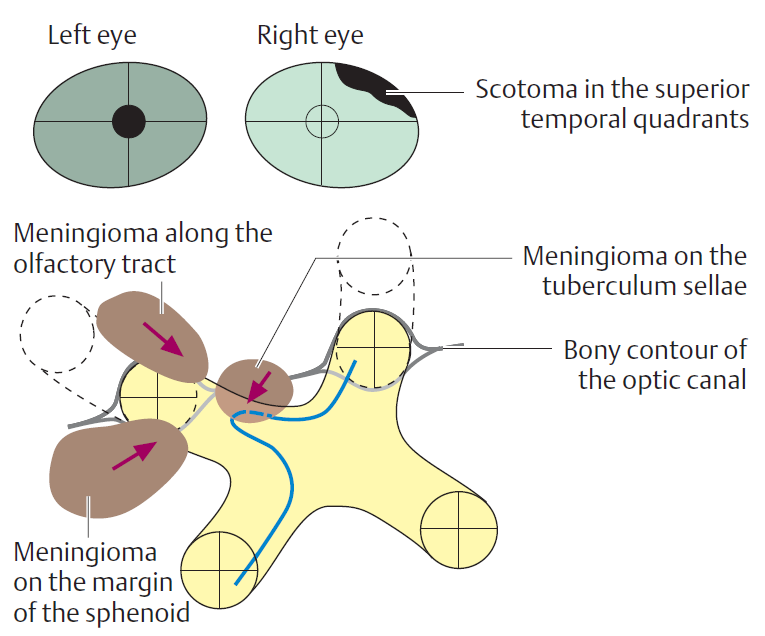 Left eye
Right eye
Scotoma in the superior
temporal quadrants
Meningioma along the
olfactory tract
Meningioma on the
tuberculum sellae
Bony contour of
the optic canal
Meningioma
on the margin
of the sphenoid